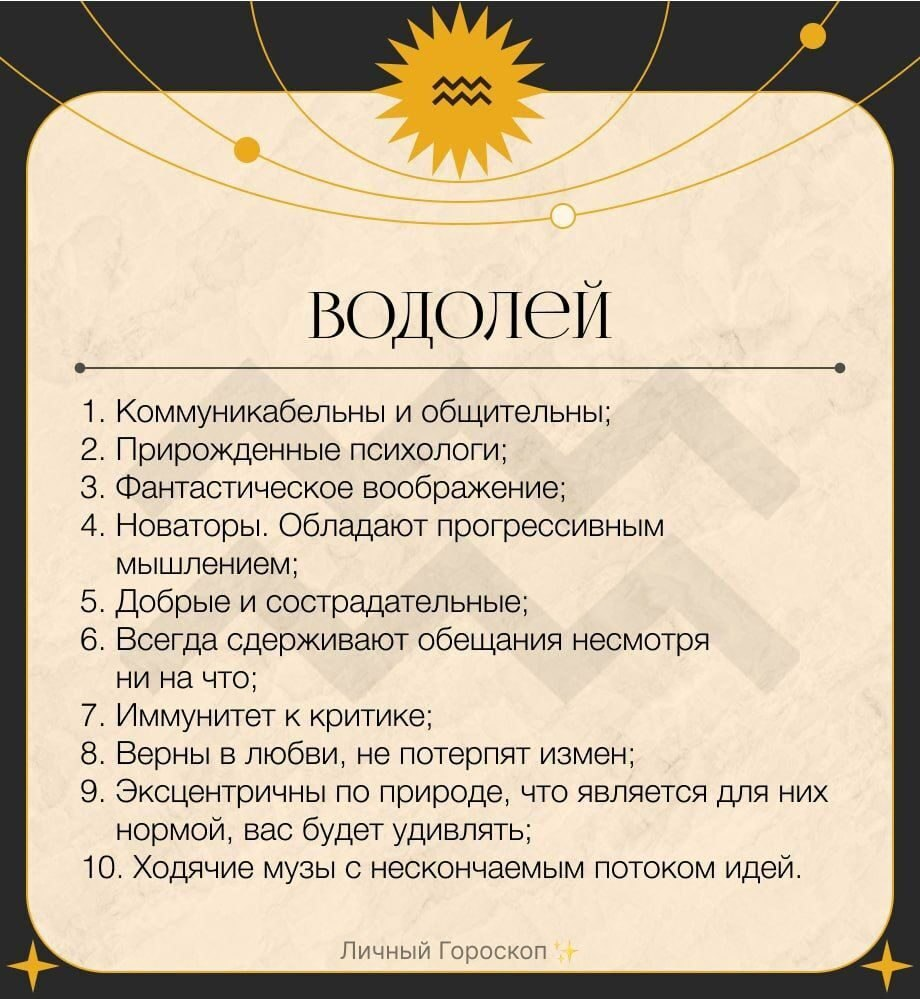 водолей
1. Коммуникабельны и общительны;
2. Прирожденные психологи;
3. Фантастическое воображение;
4. Новаторы. Обладают прогрессивным
мышлением;
5. Добрые и сострадательные;
6. Всегда сдерживают обещания несмотря
ни на что;
7. Иммунитет к критике;
8. Верны в любви, не потерпят измен;
9. Эксцентричны по природе, что является для них
нормой, вас будет удивлять;
10. Ходячие музы с нескончаемым потоком идей.
Личный Гороскоп ✨